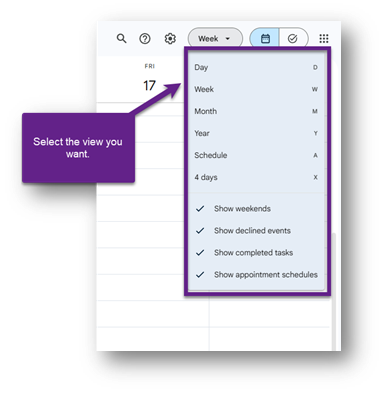 Week
FRI
17
Day D
Week W
Month M
Year Y
Schedule A
4 days X
Show weekends
Show declined events
Show completed tasks
Show appointment schedules
Select the view you
want.